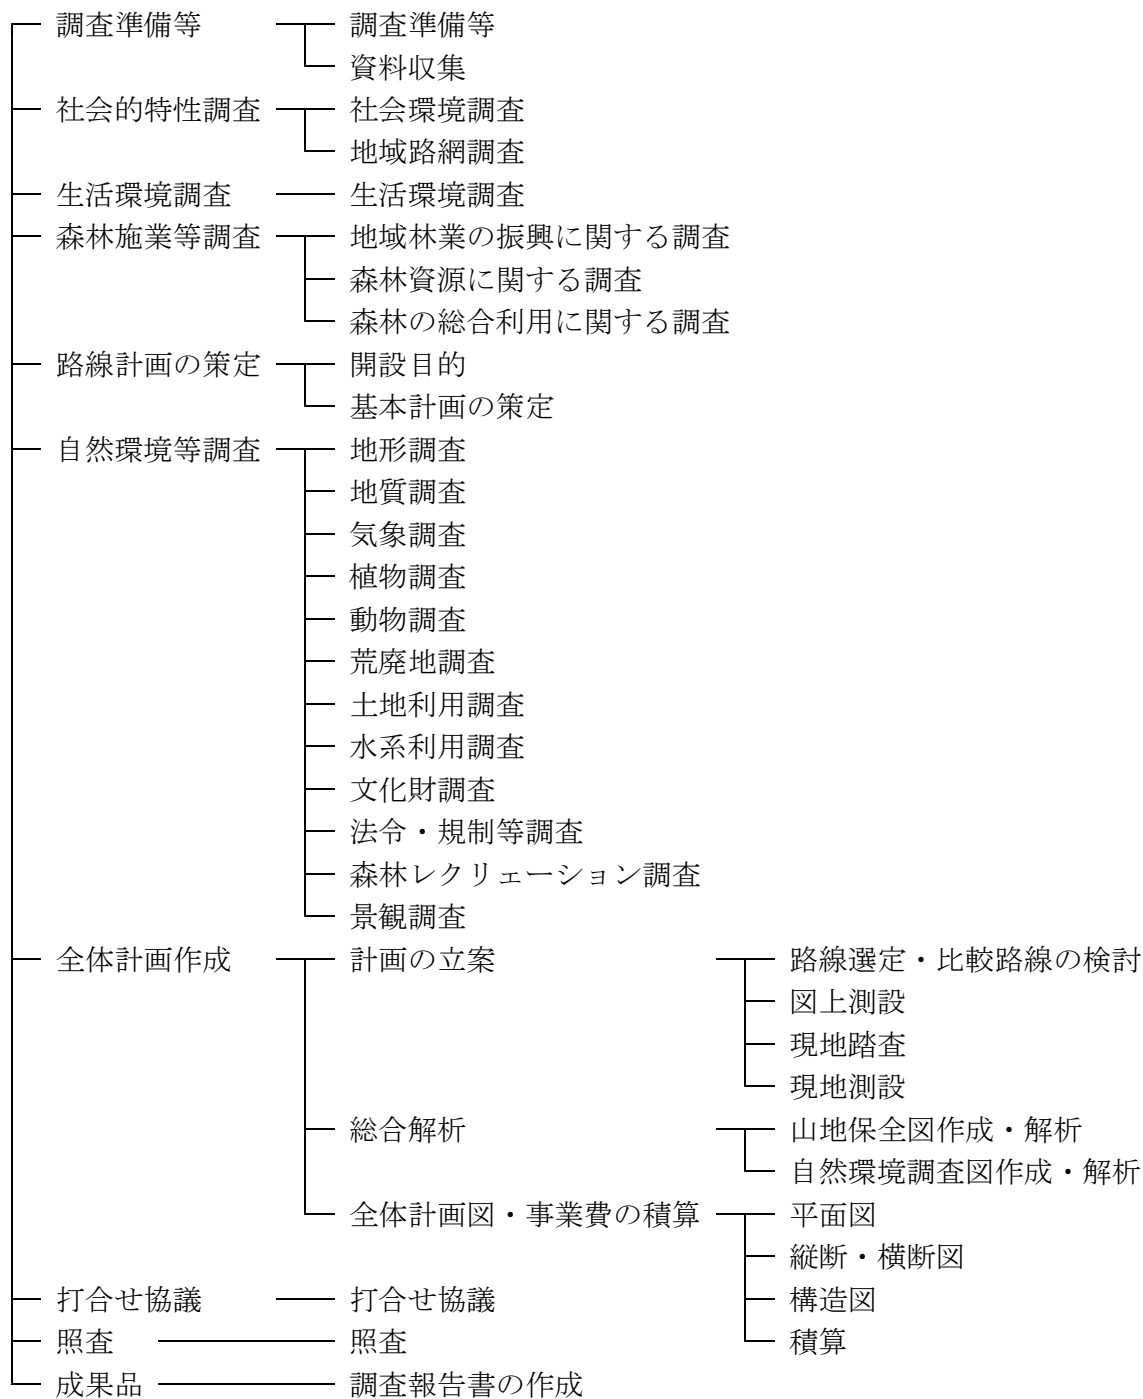 調査準備等 調査準備等
資料収集
社会的特性調査 社会環境調査
地域路網調査
生活環境調査 生活環境調査
森林施業等調査 地域林業の振興に関する調査
森林資源に関する調査
森林の総合利用に関する調査
路線計画の策定 開設目的
基本計画の策定
自然環境等調査 地形調査
地質調査
気象調査
植物調査
動物調査
荒廃地調査
土地利用調査
水系利用調査
文化財調査
法令・規制等調査
森林レクリェーション調査
景観調査
全体計画作成 計画の立案 路線選定・比較路線の検討
図上測設
現地踏査
現地測設
総合解析 山地保全図作成・解析
自然環境調査図作成・解析
全体計画図・事業費の積算 平面図
縦断・横断図
打合せ協議 打合せ協議 構造図
照査 照査 積算
成果品 調査報告書の作成